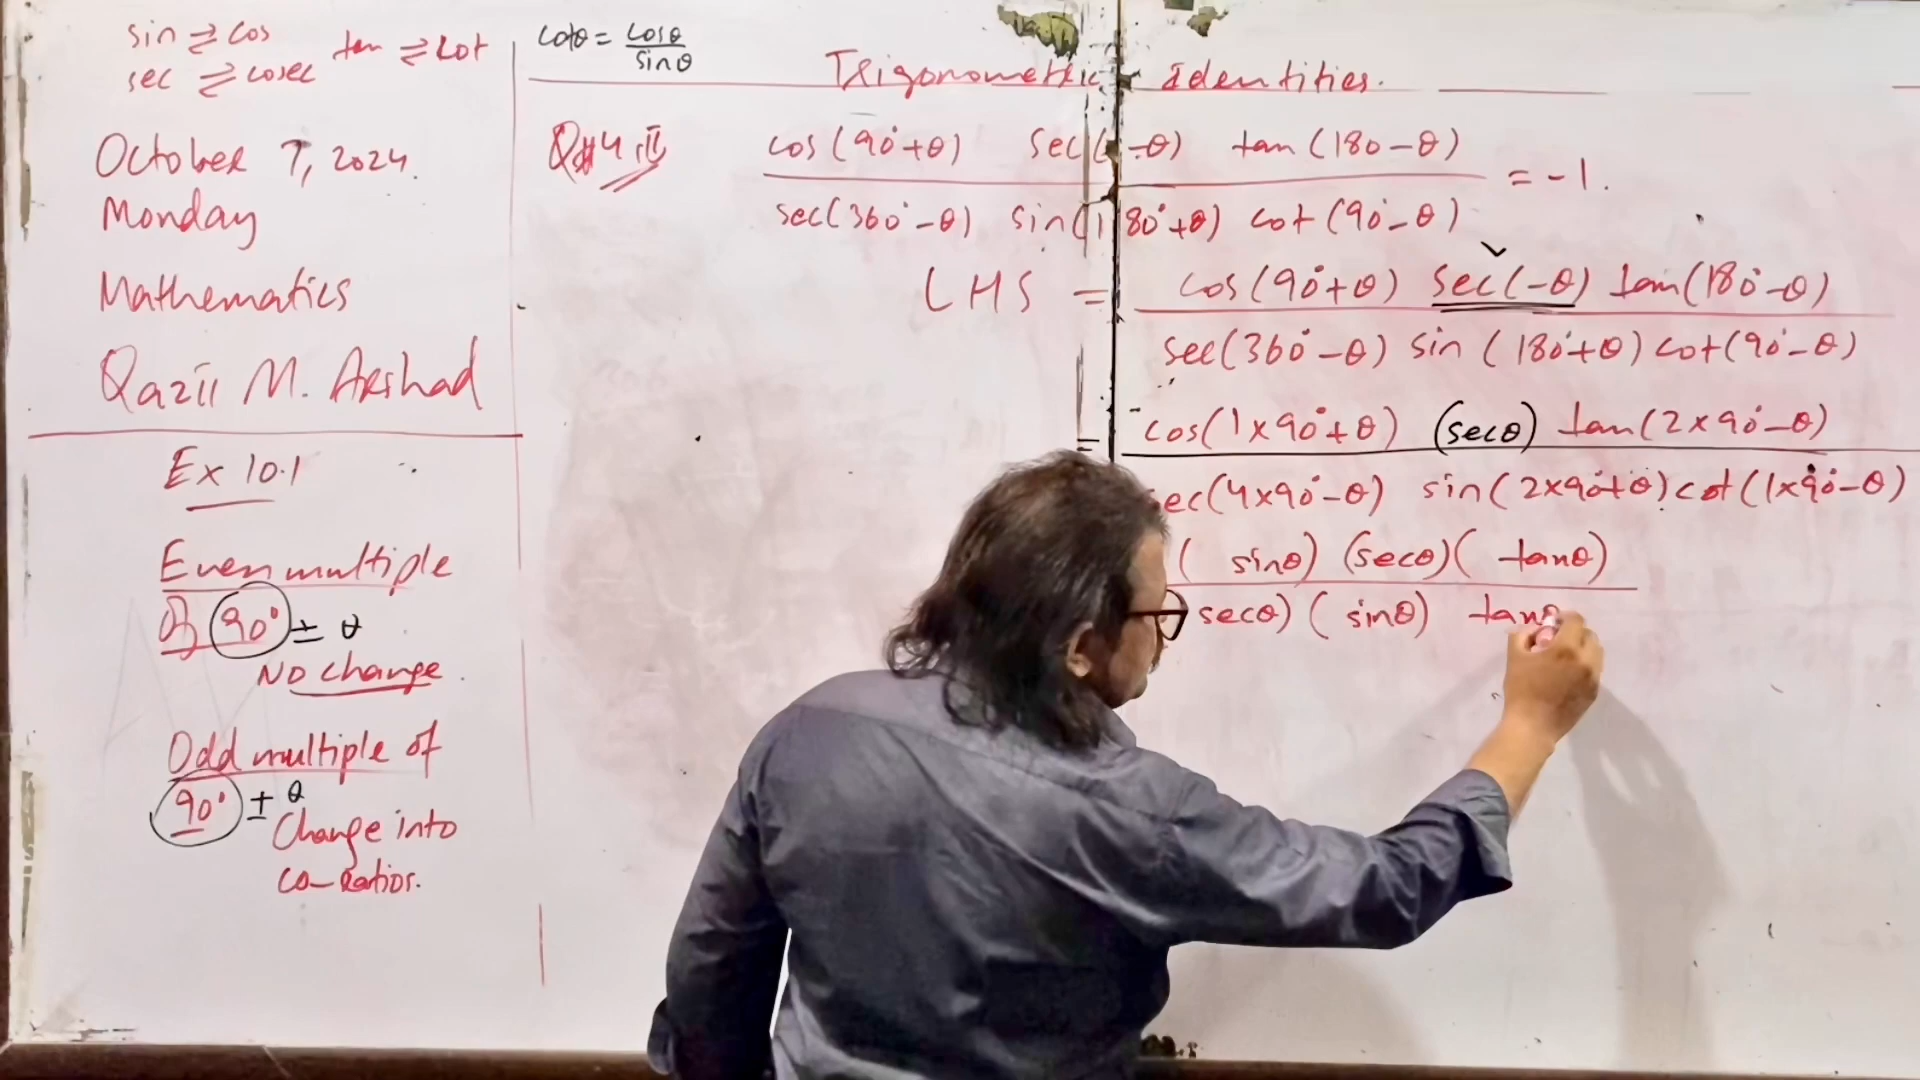 sin ⇌ cos
tan ⇌ cot
sec ⇌ cosec
cotθ = cosθ / sinθ
Trigonometric Identities.
October 7, 2024.
Monday
Mathematics
Qazii M. Arshad
Ex 10.1
Even multiple
of 90° ± θ
No change.
Odd multiple of
90° ± θ
Change into
co-ratios.
Q#4 ii
cos(90°+θ) sec(-θ) tan(180-θ)
= -1.
sec(360°-θ) sin(180°+θ) cot(90°-θ)
LHS = cos(90°+θ) sec(-θ) tan(180°-θ)
sec(360°-θ) sin(180°+θ) cot(90°-θ)
= cos(1×90°+θ) (secθ) tan(2×90°-θ)
sec(4×90°-θ) sin(2×90°+θ) cot(1×90°-θ)
( sinθ) (secθ) ( tanθ)
secθ) ( sinθ) tanθ